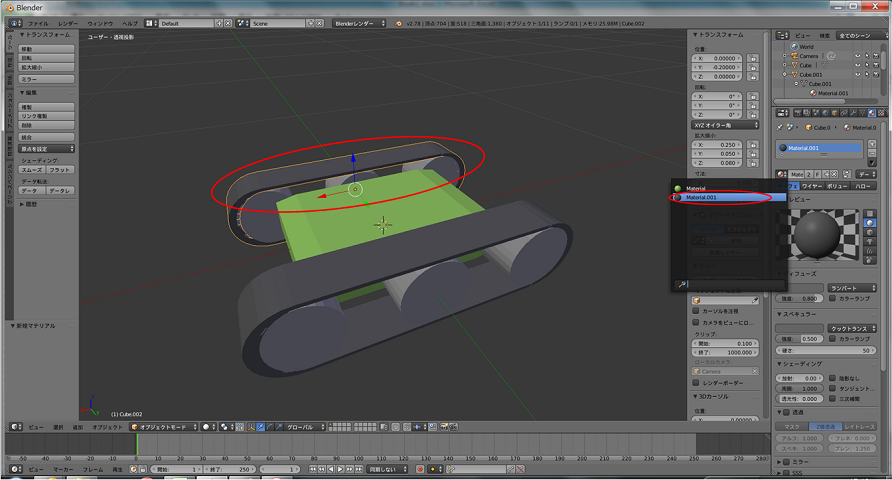 Blender
ファイル レンダー ウィンドウ ヘルプ Default Scene Blenderレンダー v2.78 | 頂点:704 | 面:518 | 三角面:1,380 | オブジェクト:1/11 | ランプ:0/1 | メモリ:25.98M | Cube.002
▼トランスフォーム
移動
回転
拡大縮小
ミラー
▼編集
複製
リンク複製
削除
統合
原点を設定
シェーディング:
スムーズ フラット
データ転送:
データ データレ
▶履歴
▼新規マテリアル
ユーザー・透視投影
(1) Cube.002
▼トランスフォーム
位置:
X: 0.00000
Y: -0.20000
Z: 0.00000
回転:
X: 0°
Y: 0°
Z: 0°
XYZ オイラー角
拡大縮小:
X: 0.250
Y: 0.050
Z: 0.080
寸法:
Material
Material.001
カーソルを注視
カメラをビューにロ...
クリップ:
開始: 0.100
終了: 1000.000
ローカルカメラ:
Camera
レンダーボーダー
▼3Dカーソル
位置:
X: 0.00000
ビュー 検索 全てのシーン
World
Camera
Cube
Cube.001
Cube.001
Material.001
Cube.0 Material.0
Material.001
Mate 2 F データ
フェ ワイヤー ボリュー ハロー
レビュー
ィフューズ
ランバート
強度: 0.800 カラーランプ
▼スペキュラー
クックトランス
強度: 0.500 カラーランプ
硬さ: 50
▼シェーディング
放射: 0.00 陰影なし
周囲: 1.000 タンジェント...
透光性: 0.000 三次補間
▼透過
マスク Z値透過 レイトレース
アルフ: 1.000 フレネ: 0.000
スペキ: 1.000 ブレ: 1.250
▶ミラー
▶SSS
ビュー 選択 追加 オブジェクト オブジェクトモード グローバル
-50 -40 -30 -20 -10 0 10 20 30 40 50 60 70 80 90 100 110 120 130 140 150 160 170 180 190 200 210 220 230 240 250 260 270 280
ビュー マーカー フレーム 再生 開始: 1 終了: 250 1 同期しない